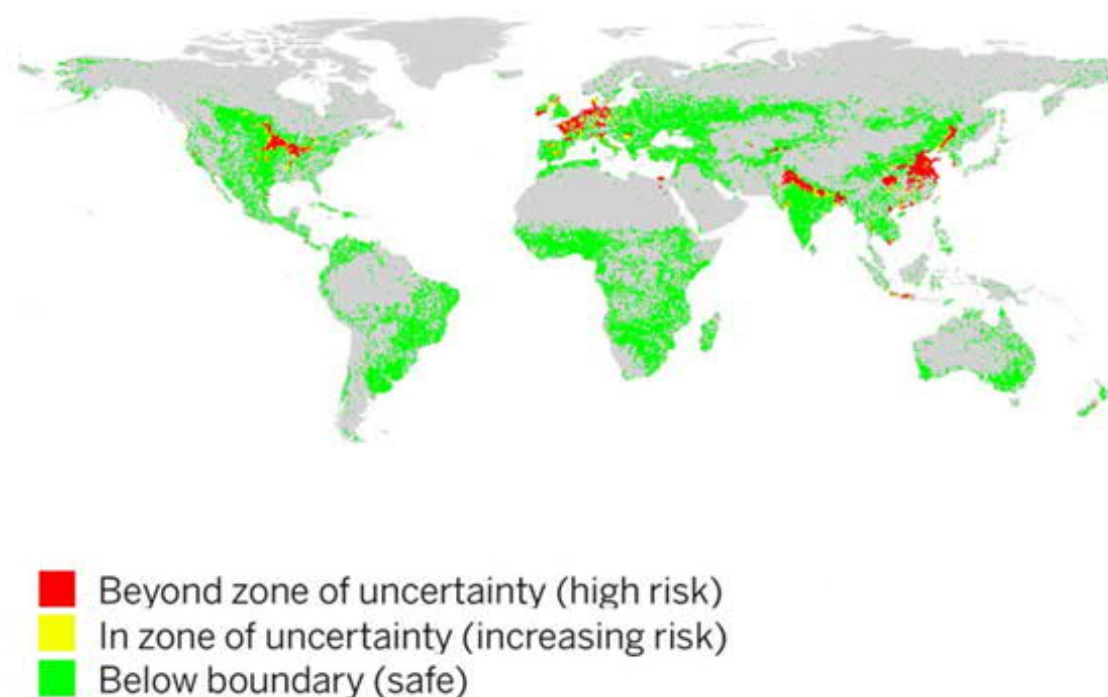 Beyond zone of uncertainty (high risk)
In zone of uncertainty (increasing risk)
Below boundary (safe)